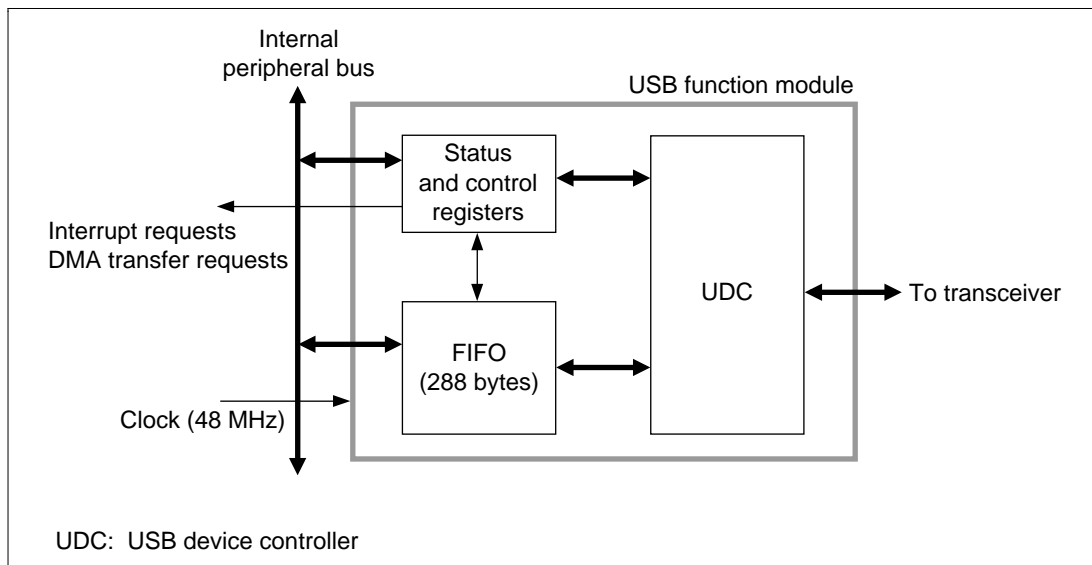 Internal
peripheral bus
USB function module
Status
and control
registers
Interrupt requests
DMA transfer requests
UDC
To transceiver
FIFO
(288 bytes)
Clock (48 MHz)
UDC: USB device controller